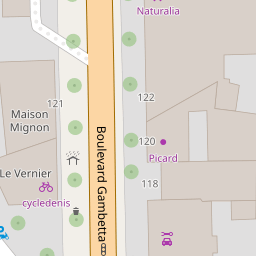 Naturalia
122
121
Maison
Mignon
Boulevard Gambetta
120
Picard
Le Vernier
118
cycledenis